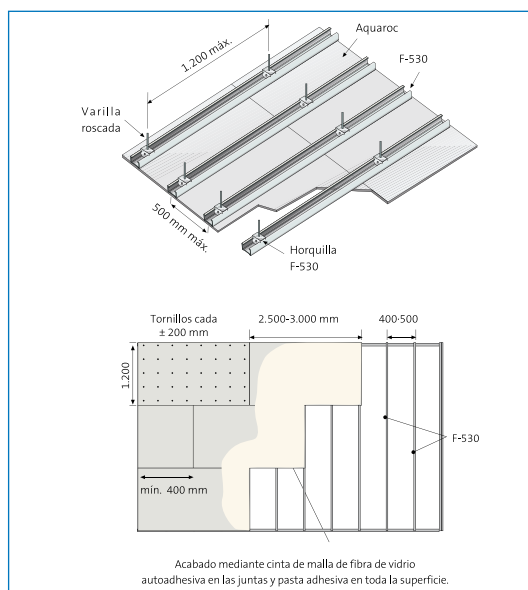 Aquaroc
1.200 máx.
F-530
Varilla
roscada
500 mm máx.
Horquilla
F-530
Tornillos cada
± 200 mm
2.500-3.000 mm
400-500
1.200
F-530
mín. 400 mm
Acabado mediante cinta de malla de fibra de vidrio
autoadhesiva en las juntas y pasta adhesiva en toda la superficie.